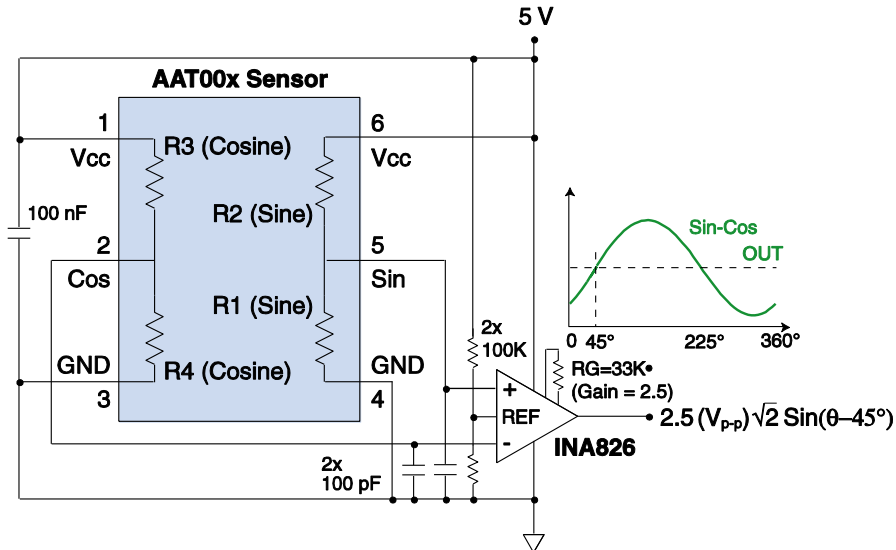 5 V
AAT00x Sensor
1
Vcc
R3 (Cosine)
6
Vcc
R2 (Sine)
100 nF
2
Cos
5
Sin
R1 (Sine)
GND
3
R4 (Cosine)
GND
4
Sin-Cos
OUT
0 45° 225° 360°
2x
100K
RG=33K•
(Gain = 2.5)
+
REF
-
INA826
2.5 (Vp-p) √2 Sin(θ–45°)
2x
100 pF